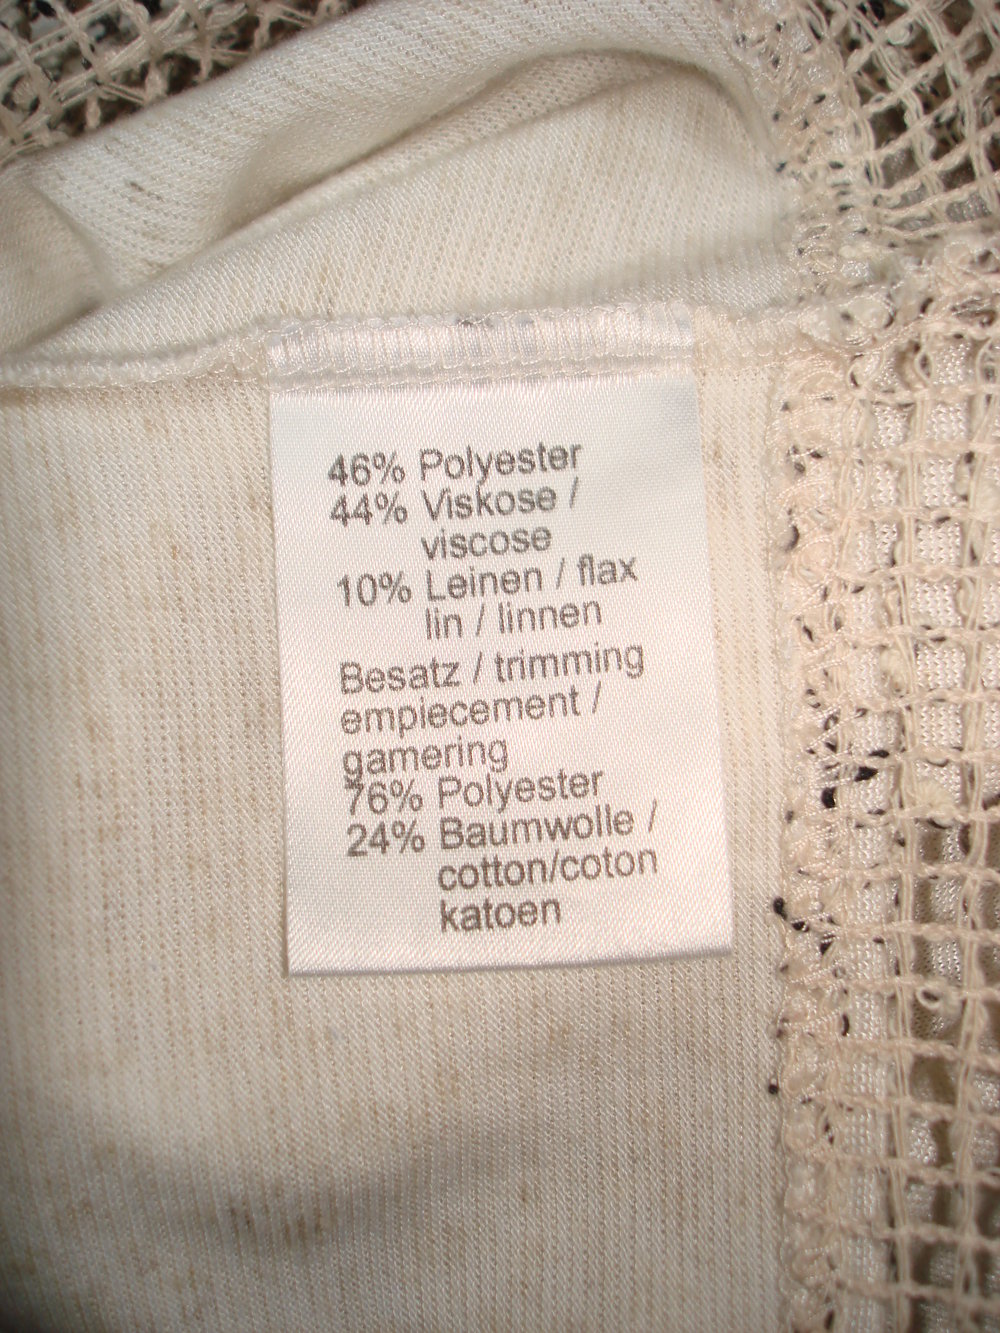 46% Polyester
44% Viskose /
viscose
10% Leinen / flax
lin / linnen
Besatz / trimming
empiecement /
gamering
76% Polyester
24% Baumwolle /
cotton/coton
katoen